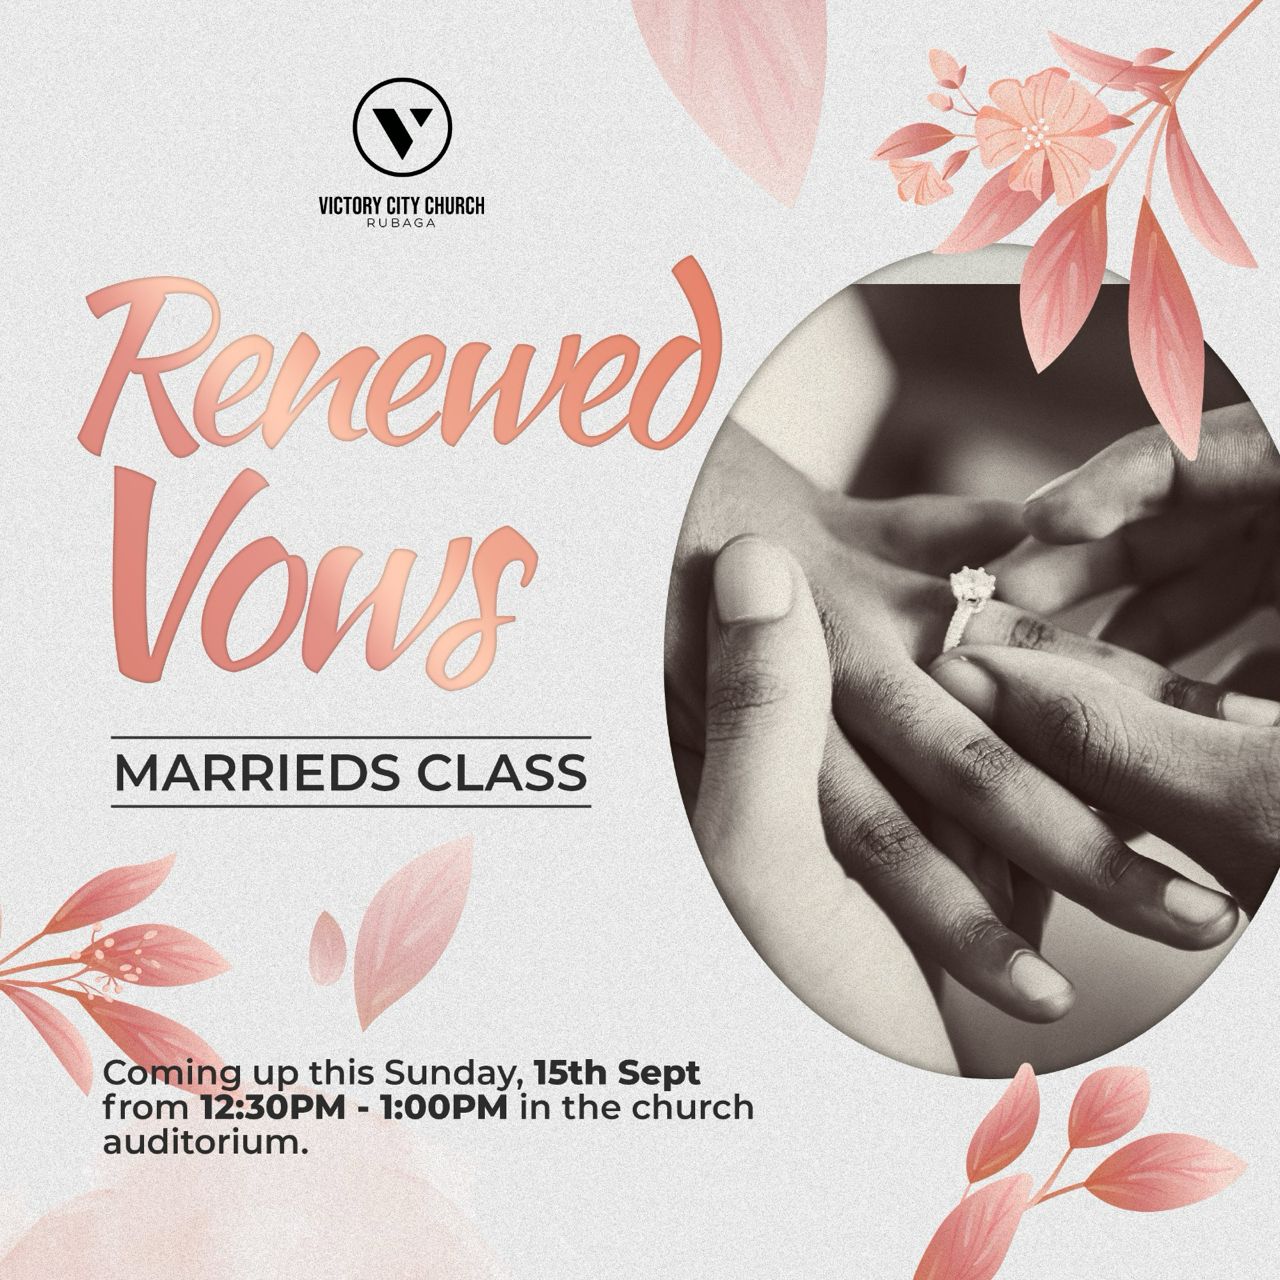 VICTORY CITY CHURCH
RUBAGA
Renewed
Vows
MARRIEDS CLASS
Coming up this Sunday, 15th Sept
from 12:30PM - 1:00PM in the church
auditorium.